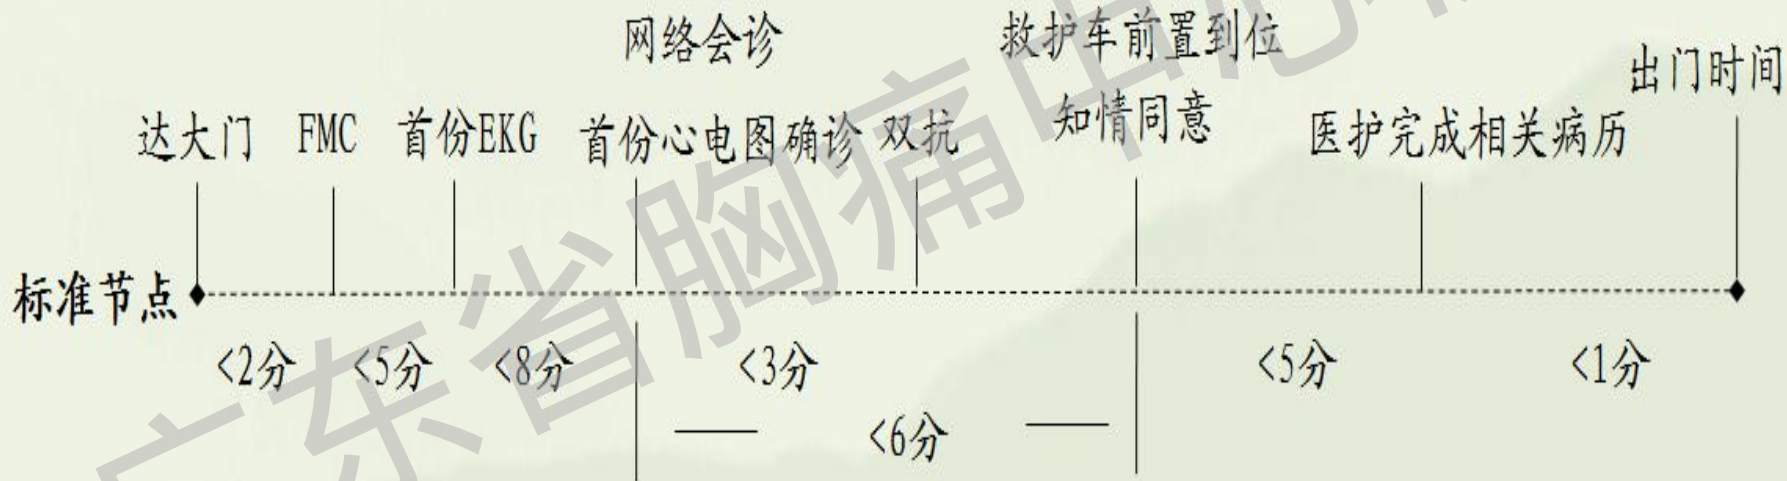 网络会诊
救护车前置到位
出门时间
达大门
FMC
首份EKG
首份心电图确诊
双抗
知情同意
医护完成相关病历
标准节点
<2分
<5分
<8分
<3分
<5分
<1分
<6分
广东省胸痛中心